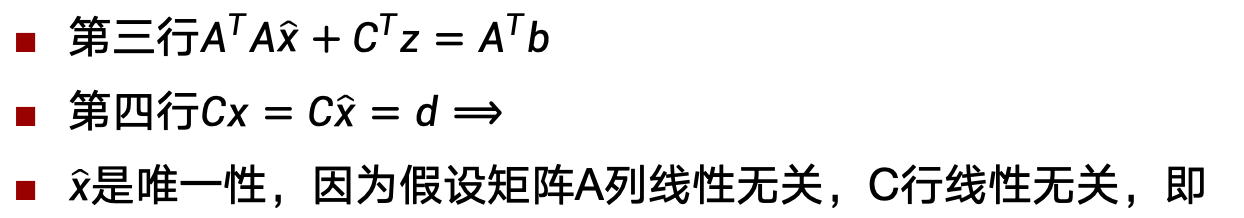 ■ 第三行AᵀAx̂ + Cᵀz = Aᵀb
■ 第四行Cx = Cx̂ = d ⟹
■ x̂是唯一性，因为假设矩阵A列线性无关，C行线性无关，即